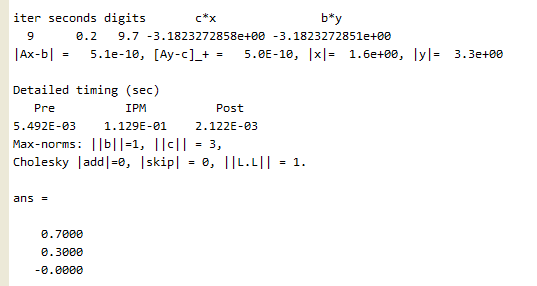 iter seconds digits       c*x               b*y
  9      0.2   9.7 -3.1823272858e+00 -3.1823272851e+00
|Ax-b| =   5.1e-10, [Ay-c]_+ =   5.0E-10, |x|=  1.6e+00, |y|=  3.3e+00
Detailed timing (sec)
   Pre          IPM          Post
5.492E-03    1.129E-01    2.122E-03
Max-norms: ||b||=1, ||c|| = 3,
Cholesky |add|=0, |skip| = 0, ||L.L|| = 1.
ans =
    0.7000
    0.3000
   -0.0000